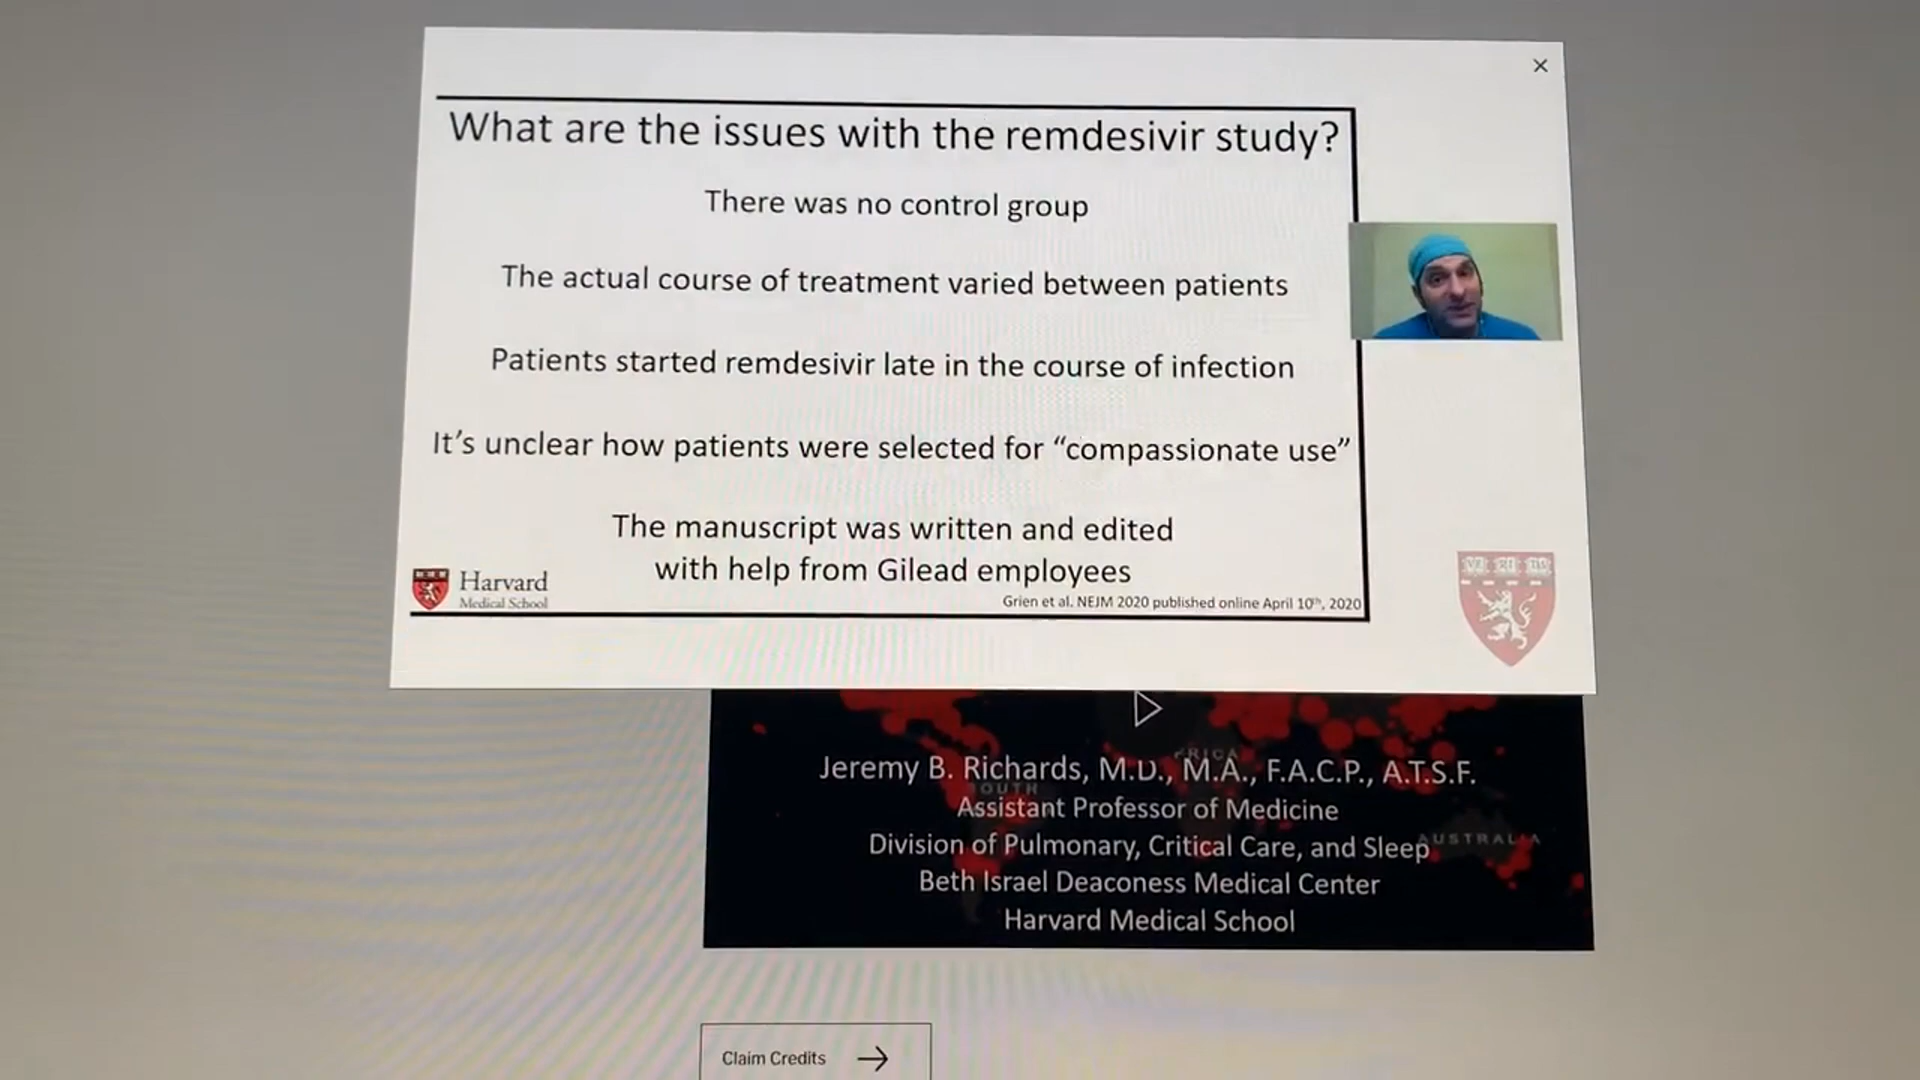 What are the issues with the remdesivir study?
There was no control group
The actual course of treatment varied between patients
Patients started remdesivir late in the course of infection
It's unclear how patients were selected for “compassionate use”
The manuscript was written and edited
with help from Gilead employees
Harvard
Medical School
Grien et al. NEJM 2020 published online April 10th, 2020
Jeremy B. Richards, M.D., M.A., F.A.C.P., A.T.S.F.
Assistant Professor of Medicine
Division of Pulmonary, Critical Care, and Sleep
AUSTRALIA
Beth Israel Deaconess Medical Center
Harvard Medical School
Claim Credits